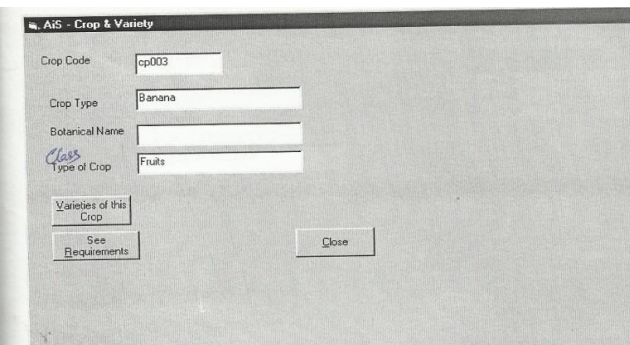 AiS - Crop & Variety
Crop Code cp003
Crop Type Banana
Botanical Name
Class
Type of Crop Fruits
Varieties of this
Crop
See
Requirements
Close